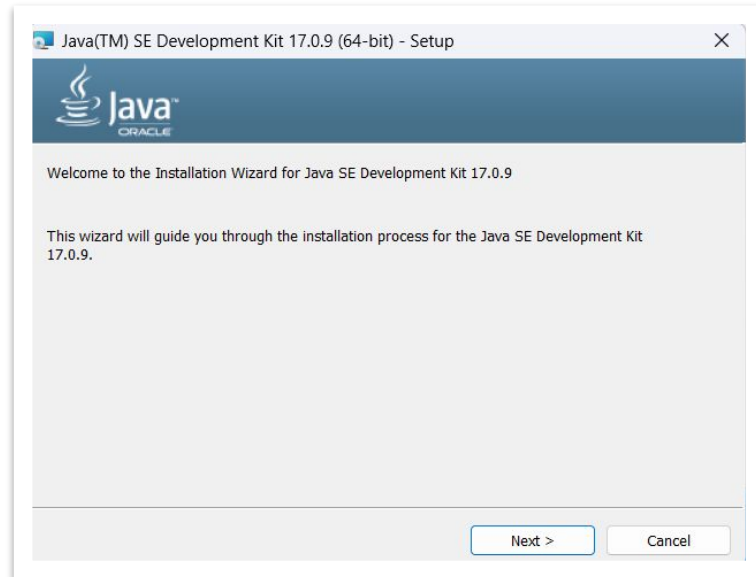 Java(TM) SE Development Kit 17.0.9 (64-bit) - Setup
Java™
ORACLE
Welcome to the Installation Wizard for Java SE Development Kit 17.0.9
This wizard will guide you through the installation process for the Java SE Development Kit
17.0.9.
Next >
Cancel